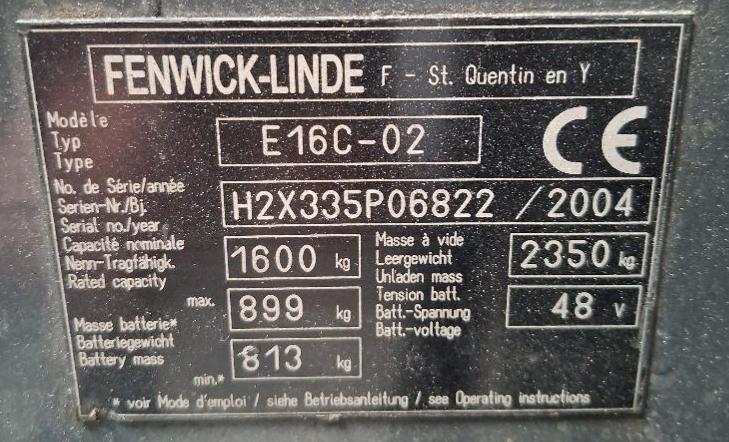 FENWICK-LINDE F - St. Quentin en Y
Modèle
Typ
Type
E16C-02
CE
No. de Série/année
Serien-Nr./Bj.
Serial no./year
H2X335P06822 / 2004
Capacité nominale
Nenn-Tragfähigk.
Rated capacity
1600 kg
Masse à vide
Leergewicht
Unladen mass
2350 kg
max. 899 kg
Tension batt.
Batt.-Spannung
Batt.-voltage
48 V
Masse batterie*
Batteriegewicht
Battery mass
min.* 813 kg
* voir Mode d'emploi / siehe Betriebsanleitung / see Operating instructions